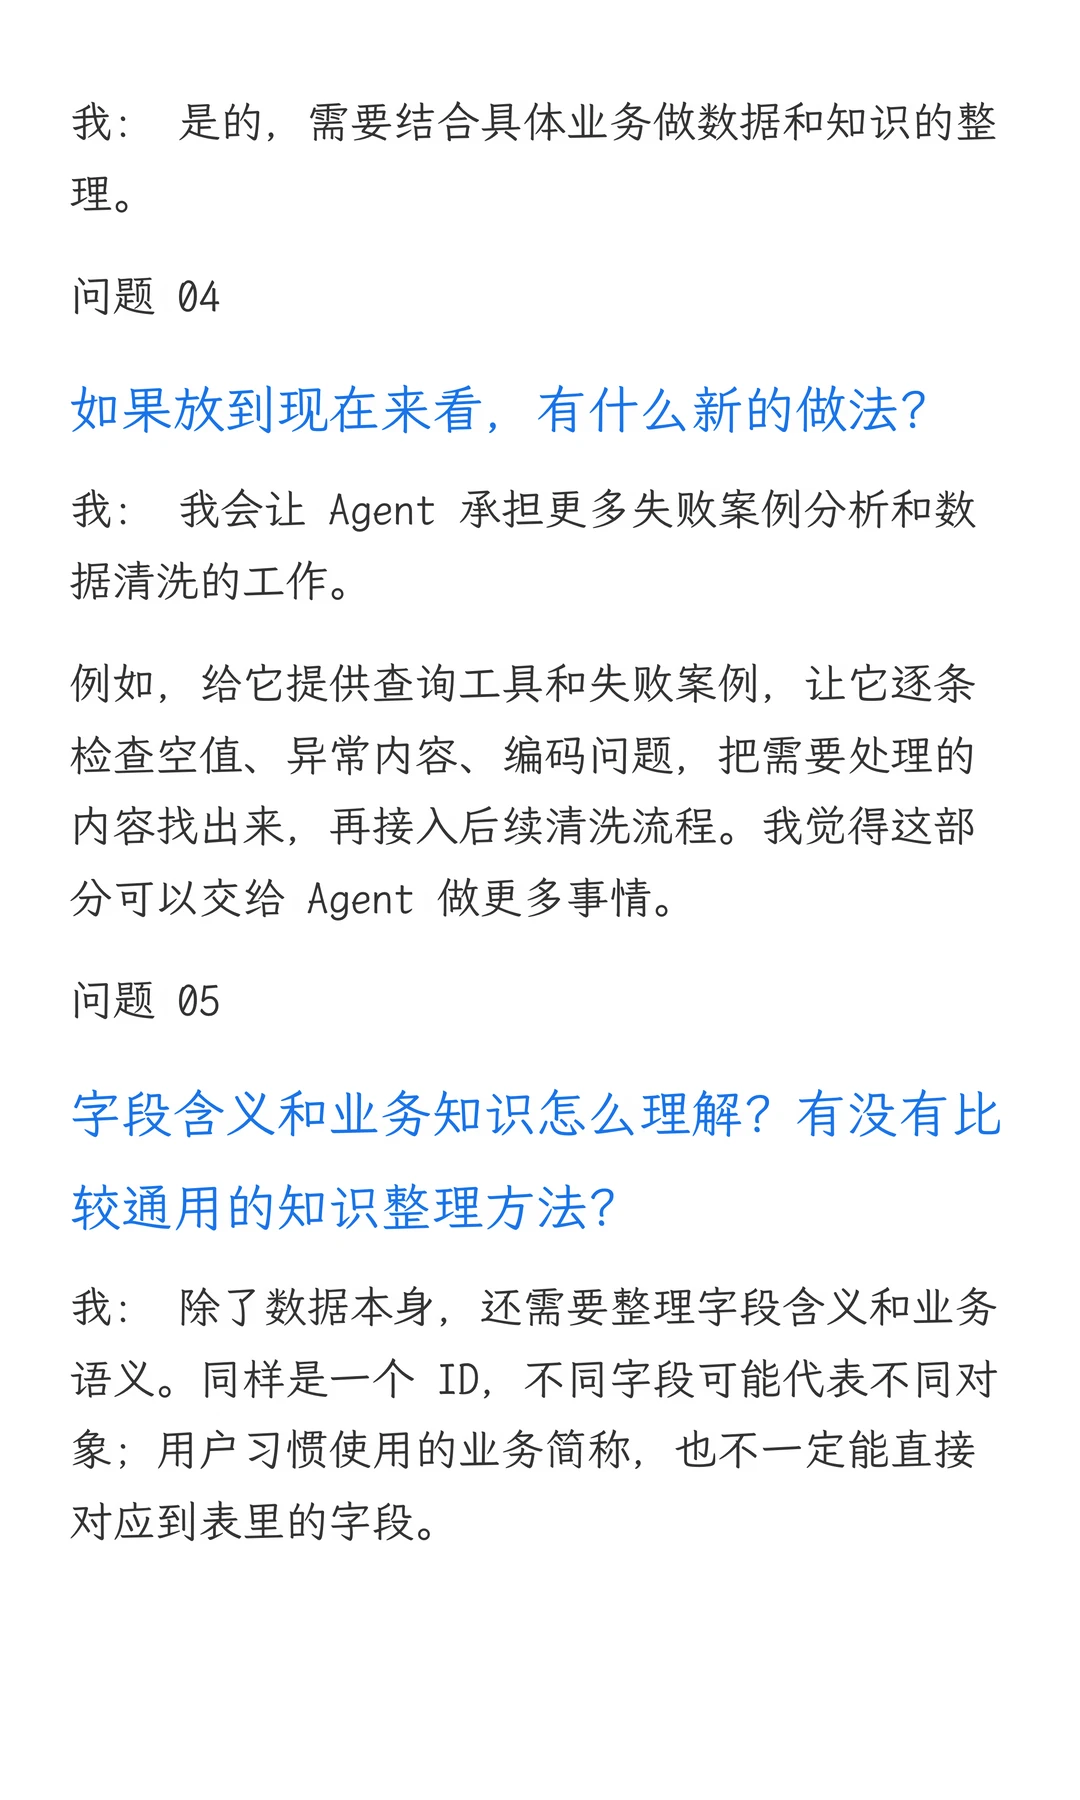 我： 是的，需要结合具体业务做数据和知识的整
理。
问题 04
如果放到现在来看，有什么新的做法？
我： 我会让 Agent 承担更多失败案例分析和数
据清洗的工作。
例如，给它提供查询工具和失败案例，让它逐条
检查空值、异常内容、编码问题，把需要处理的
内容找出来，再接入后续清洗流程。我觉得这部
分可以交给 Agent 做更多事情。
问题 05
字段含义和业务知识怎么理解？有没有比
较通用的知识整理方法？
我： 除了数据本身，还需要整理字段含义和业务
语义。同样是一个 ID，不同字段可能代表不同对
象；用户习惯使用的业务简称，也不一定能直接
对应到表里的字段。